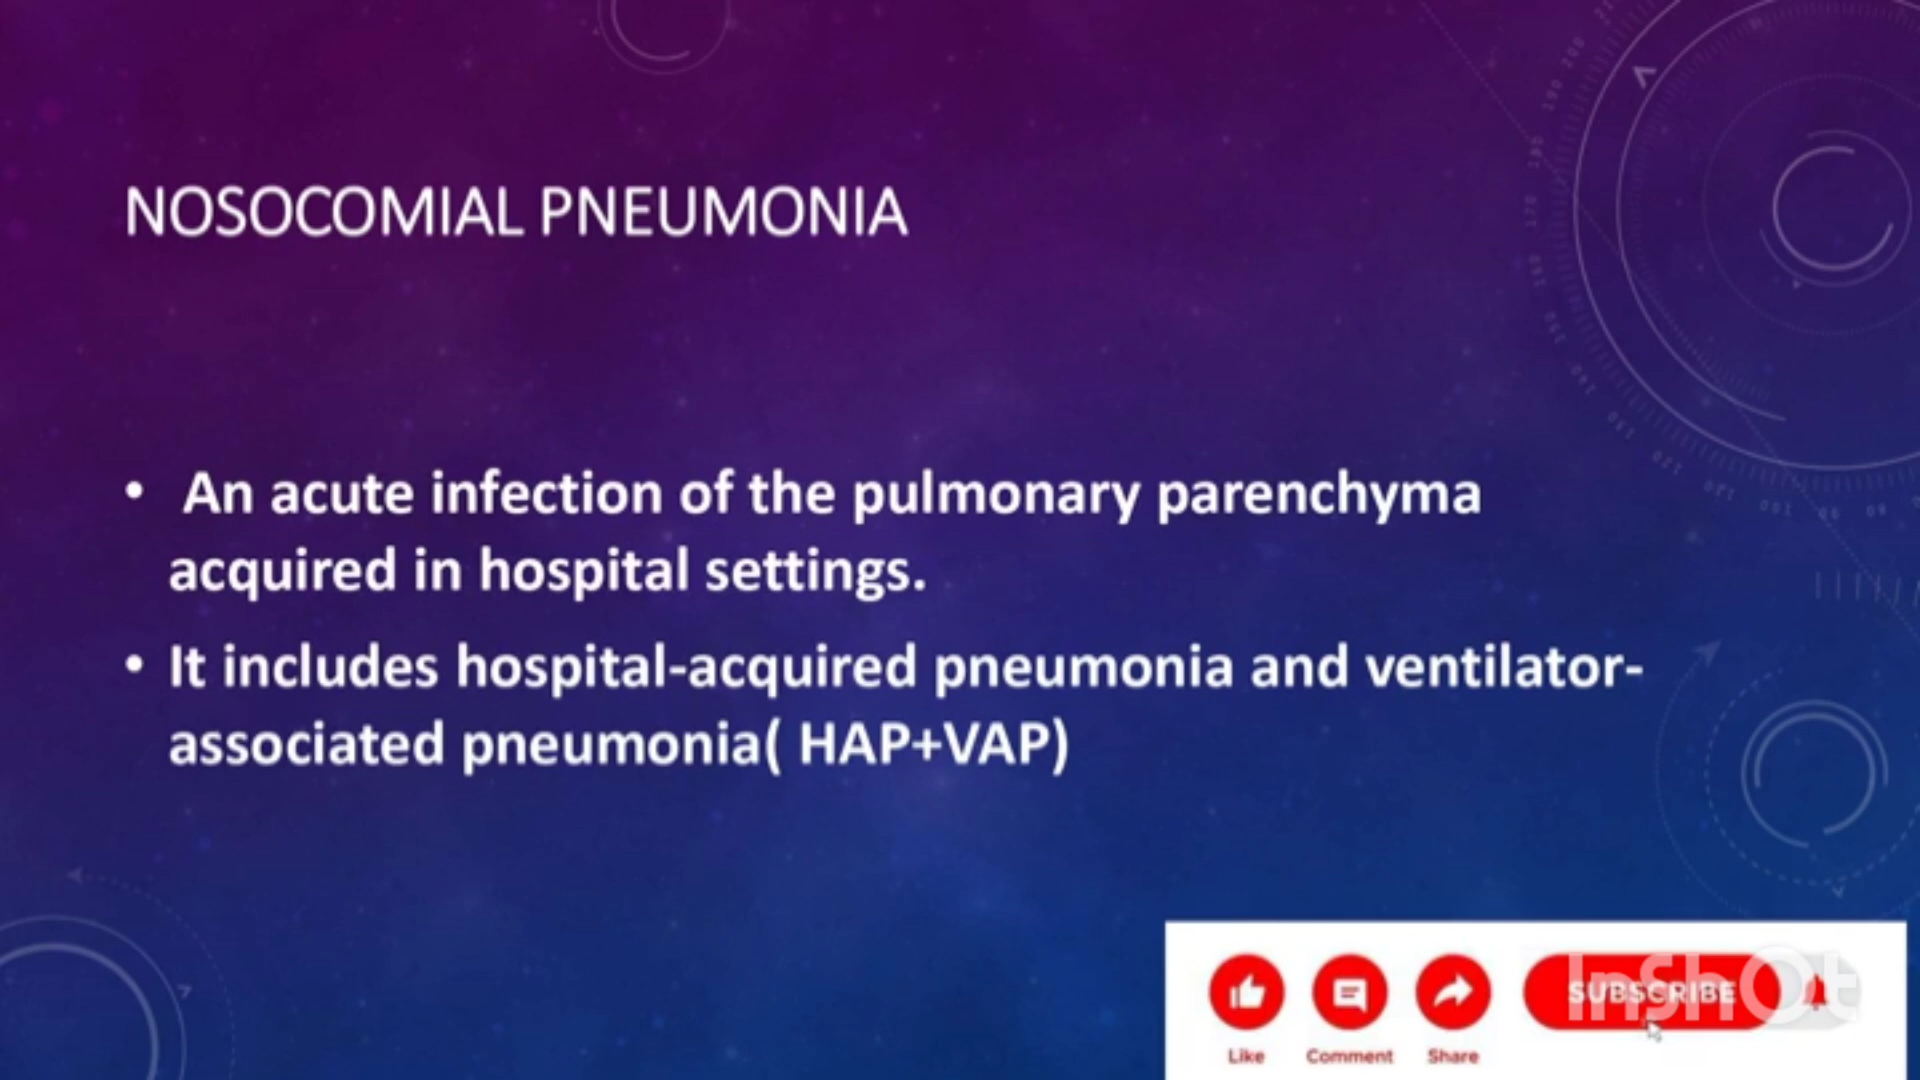 NOSOCOMIAL PNEUMONIA
• An acute infection of the pulmonary parenchyma
acquired in hospital settings.
• It includes hospital-acquired pneumonia and ventilator-
associated pneumonia( HAP+VAP)
SUBSCRIBE
InShOt
Like Comment Share